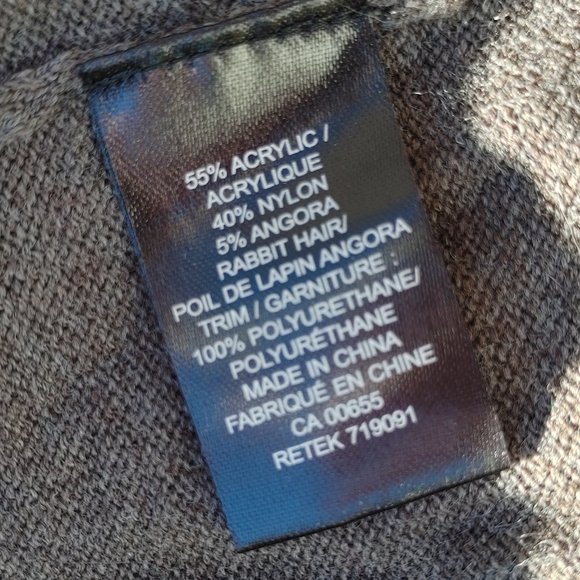 55% ACRYLIC /
ACRYLIQUE
40% NYLON
5% ANGORA
RABBIT HAIR/
POIL DE LAPIN ANGORA
TRIM / GARNITURE :
100% POLYURETHANE/
POLYURÉTHANE
MADE IN CHINA
FABRIQUÉ EN CHINE
CA 00655
RETEK 719091